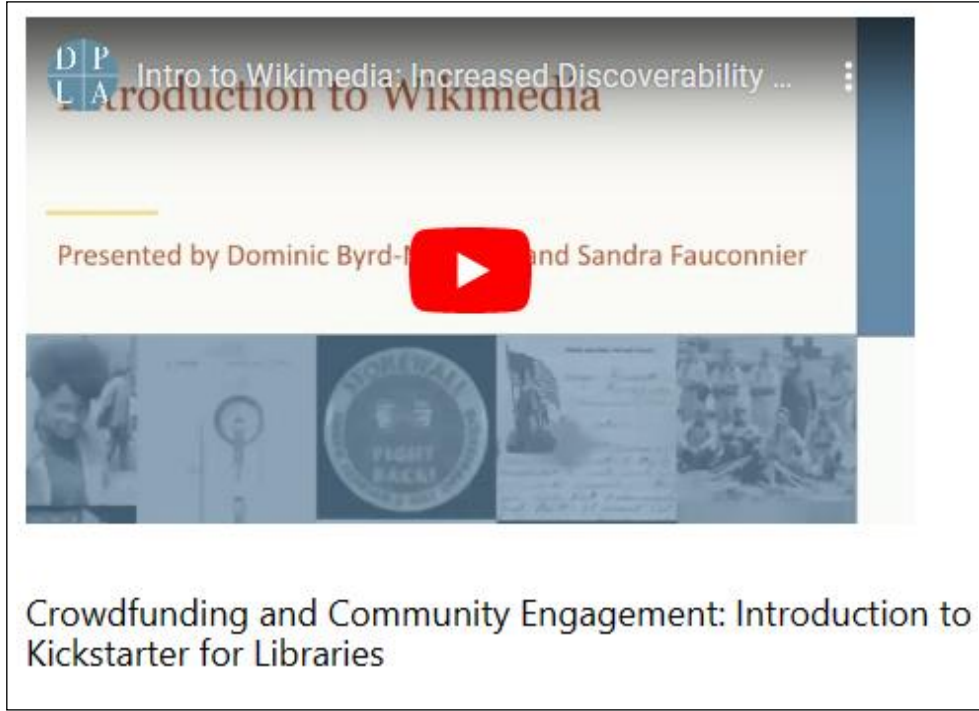 D P
L A
Intro to Wikimedia: Increased Discoverability ...
Introduction to Wikimedia
Presented by Dominic Byrd- and Sandra Fauconnier
STONEWALL
FIGHT
BACK!
Crowdfunding and Community Engagement: Introduction to
Kickstarter for Libraries